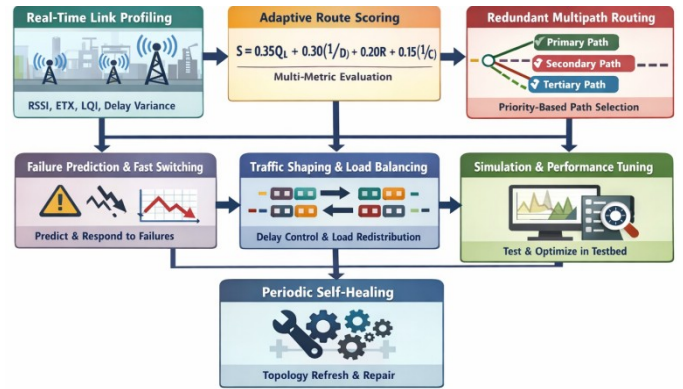 Real-Time Link Profiling
RSSI, ETX, LQI, Delay Variance
Adaptive Route Scoring
S = 0.35Q_L + 0.30(1/D) + 0.20R + 0.15(1/C)
Multi-Metric Evaluation
Redundant Multipath Routing
Primary Path
Secondary Path
Tertiary Path
Priority-Based Path Selection
Failure Prediction & Fast Switching
Predict & Respond to Failures
Traffic Shaping & Load Balancing
Delay Control & Load Redistribution
Simulation & Performance Tuning
Test & Optimize in Testbed
Periodic Self-Healing
Topology Refresh & Repair